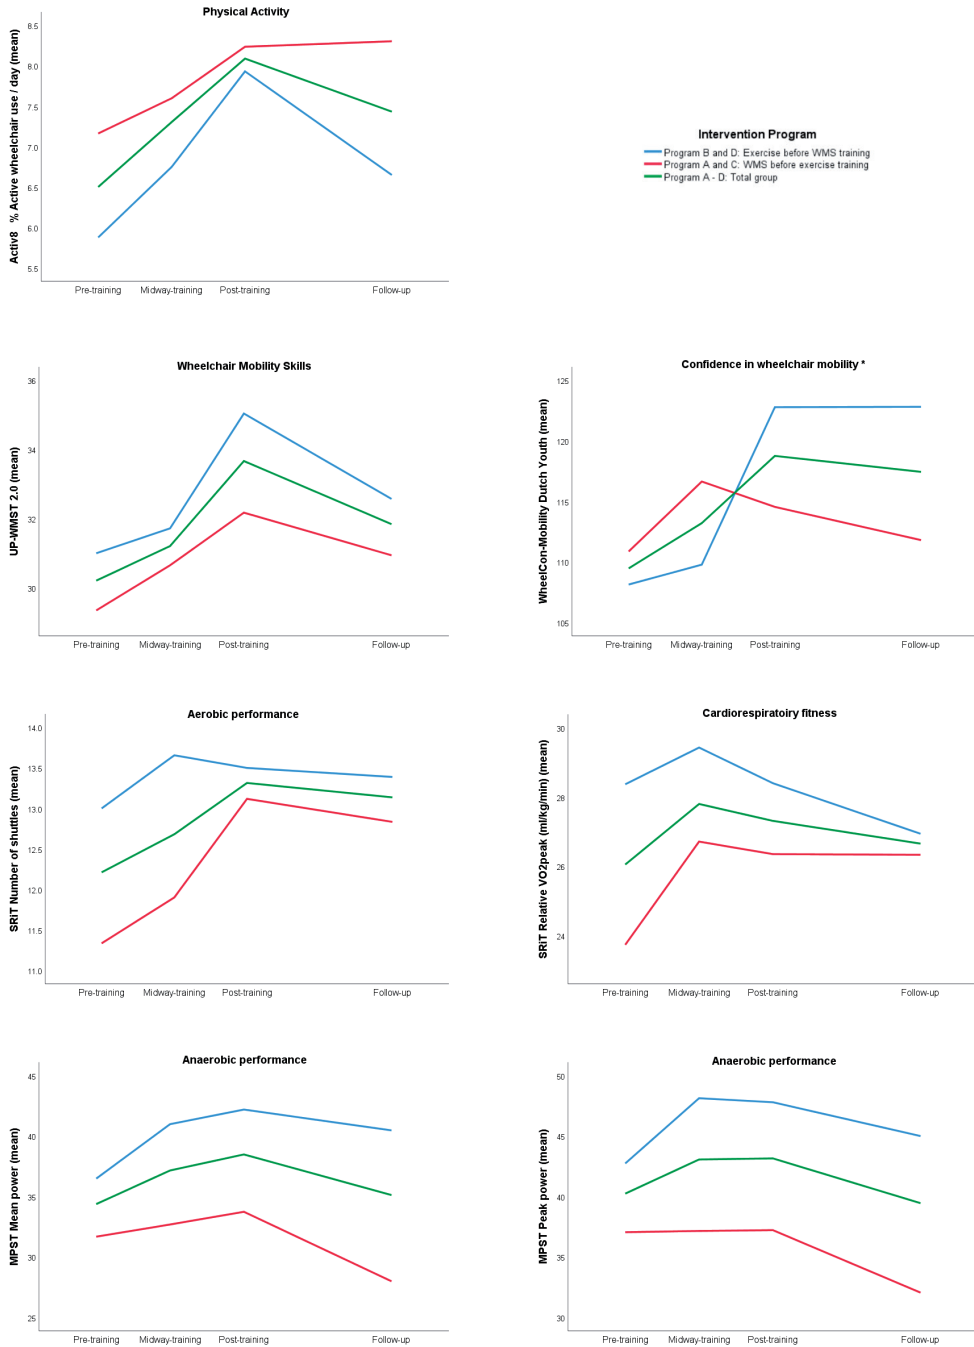 Physical Activity
Activ8 % Active wheelchair use / day (mean)
8.5
8.0
7.5
7.0
6.5
6.0
5.5
Pre-training Midway-training Post-training Follow-up
Intervention Program
Program B and D: Exercise before WMS training
Program A and C: WMS before exercise training
Program A - D: Total group
Wheelchair Mobility Skills
UP-WMST 2.0 (mean)
36
34
32
30
Pre-training Midway-training Post-training Follow-up
Confidence in wheelchair mobility *
WheelCon-Mobility Dutch Youth (mean)
125
120
115
110
105
Pre-training Midway-training Post-training Follow-up
Aerobic performance
SRiT Number of shuttles (mean)
14.0
13.5
13.0
12.5
12.0
11.5
11.0
Pre-training Midway-training Post-training Follow-up
Cardiorespiratoiry fitness
SRiT Relative VO2peak (ml/kg/min) (mean)
30
28
26
24
Pre-training Midway-training Post-training Follow-up
Anaerobic performance
MPST Mean power (mean)
45
40
35
30
25
Pre-training Midway-training Post-training Follow-up
Anaerobic performance
MPST Peak power (mean)
50
45
40
35
30
Pre-training Midway-training Post-training Follow-up